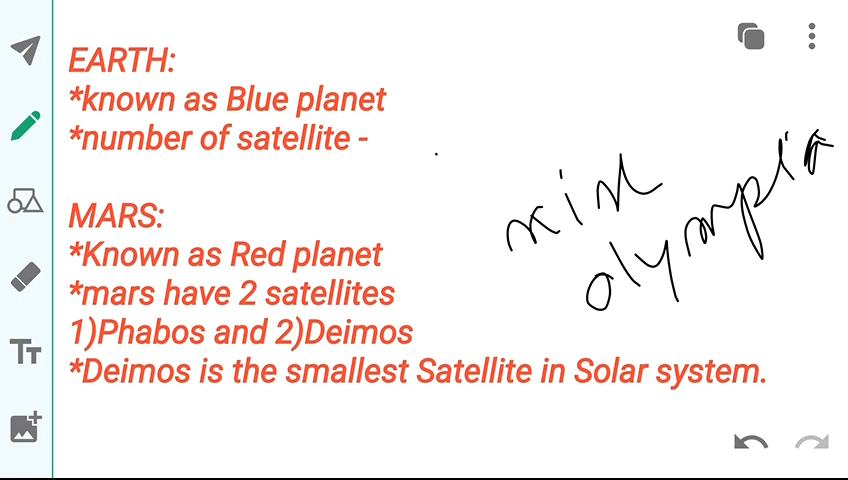 EARTH:
*known as Blue planet
*number of satellite -
MARS:
*Known as Red planet
*mars have 2 satellites
1)Phabos and 2)Deimos
*Deimos is the smallest Satellite in Solar system.
olympia
TT